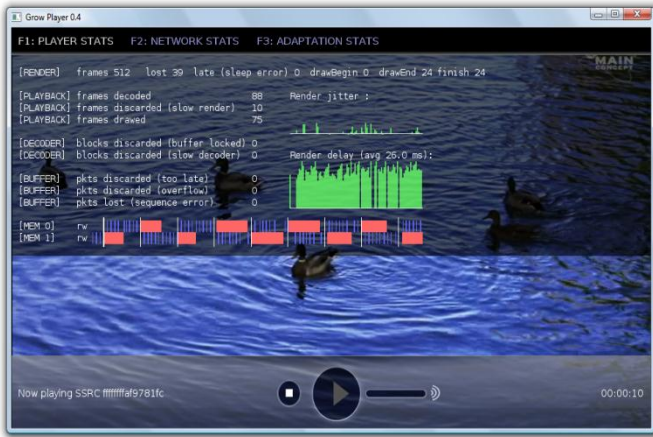 Grow Player 0.4
F1: PLAYER STATS F2: NETWORK STATS F3: ADAPTATION STATS
MAIN
CONCEPT
[RENDER] frames 512 lost 39 late (sleep error) 0 drawBegin 0 drawEnd 24 finish 24
[PLAYBACK] frames decoded 88
[PLAYBACK] frames discarded (slow render) 10
[PLAYBACK] frames drawed 75
Render jitter :
[DECODER] blocks discarded (buffer locked) 0
[DECODER] blocks discarded (slow decoder) 0
Render delay (avg 26.0 ms):
[BUFFER] pkts discarded (too late) 0
[BUFFER] pkts discarded (overflow) 0
[BUFFER] pkts lost (sequence error) 0
[MEM 0] rw
[MEM 1] rw
Now playing SSRC ffffffffaf9781fc
00:00:10